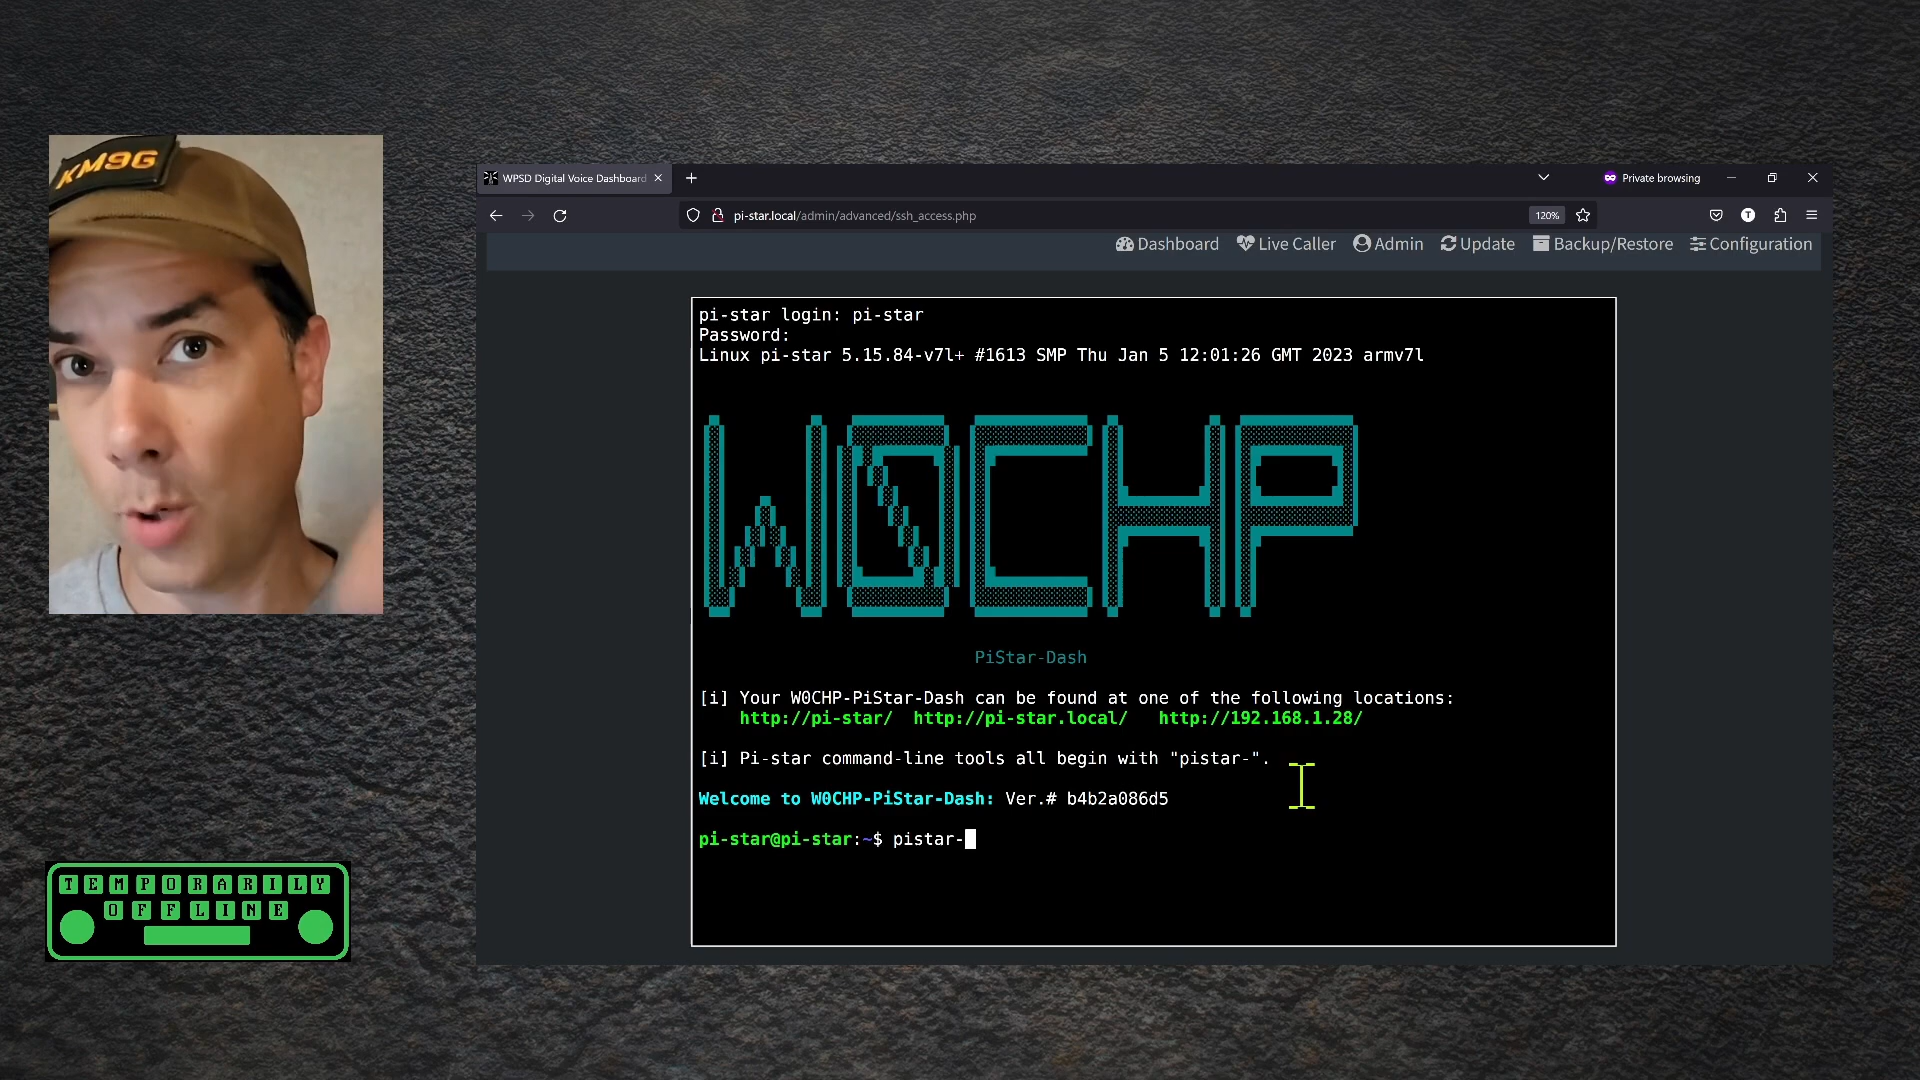 KM9G
WPSD Digital Voice Dashboard
Private browsing
pi-star.local/admin/advanced/ssh_access.php
120%
T
Dashboard Live Caller Admin Update Backup/Restore Configuration
pi-star login: pi-star
Password:
Linux pi-star 5.15.84-v7l+ #1613 SMP Thu Jan 5 12:01:26 GMT 2023 armv7l
W0CHP
PiStar-Dash
[i] Your W0CHP-PiStar-Dash can be found at one of the following locations:
http://pi-star/ http://pi-star.local/ http://192.168.1.28/
[i] Pi-star command-line tools all begin with "pistar-".
Welcome to W0CHP-PiStar-Dash: Ver.# b4b2a086d5
pi-star@pi-star:~$ pistar-
TEMPORARILY
OFFLINE